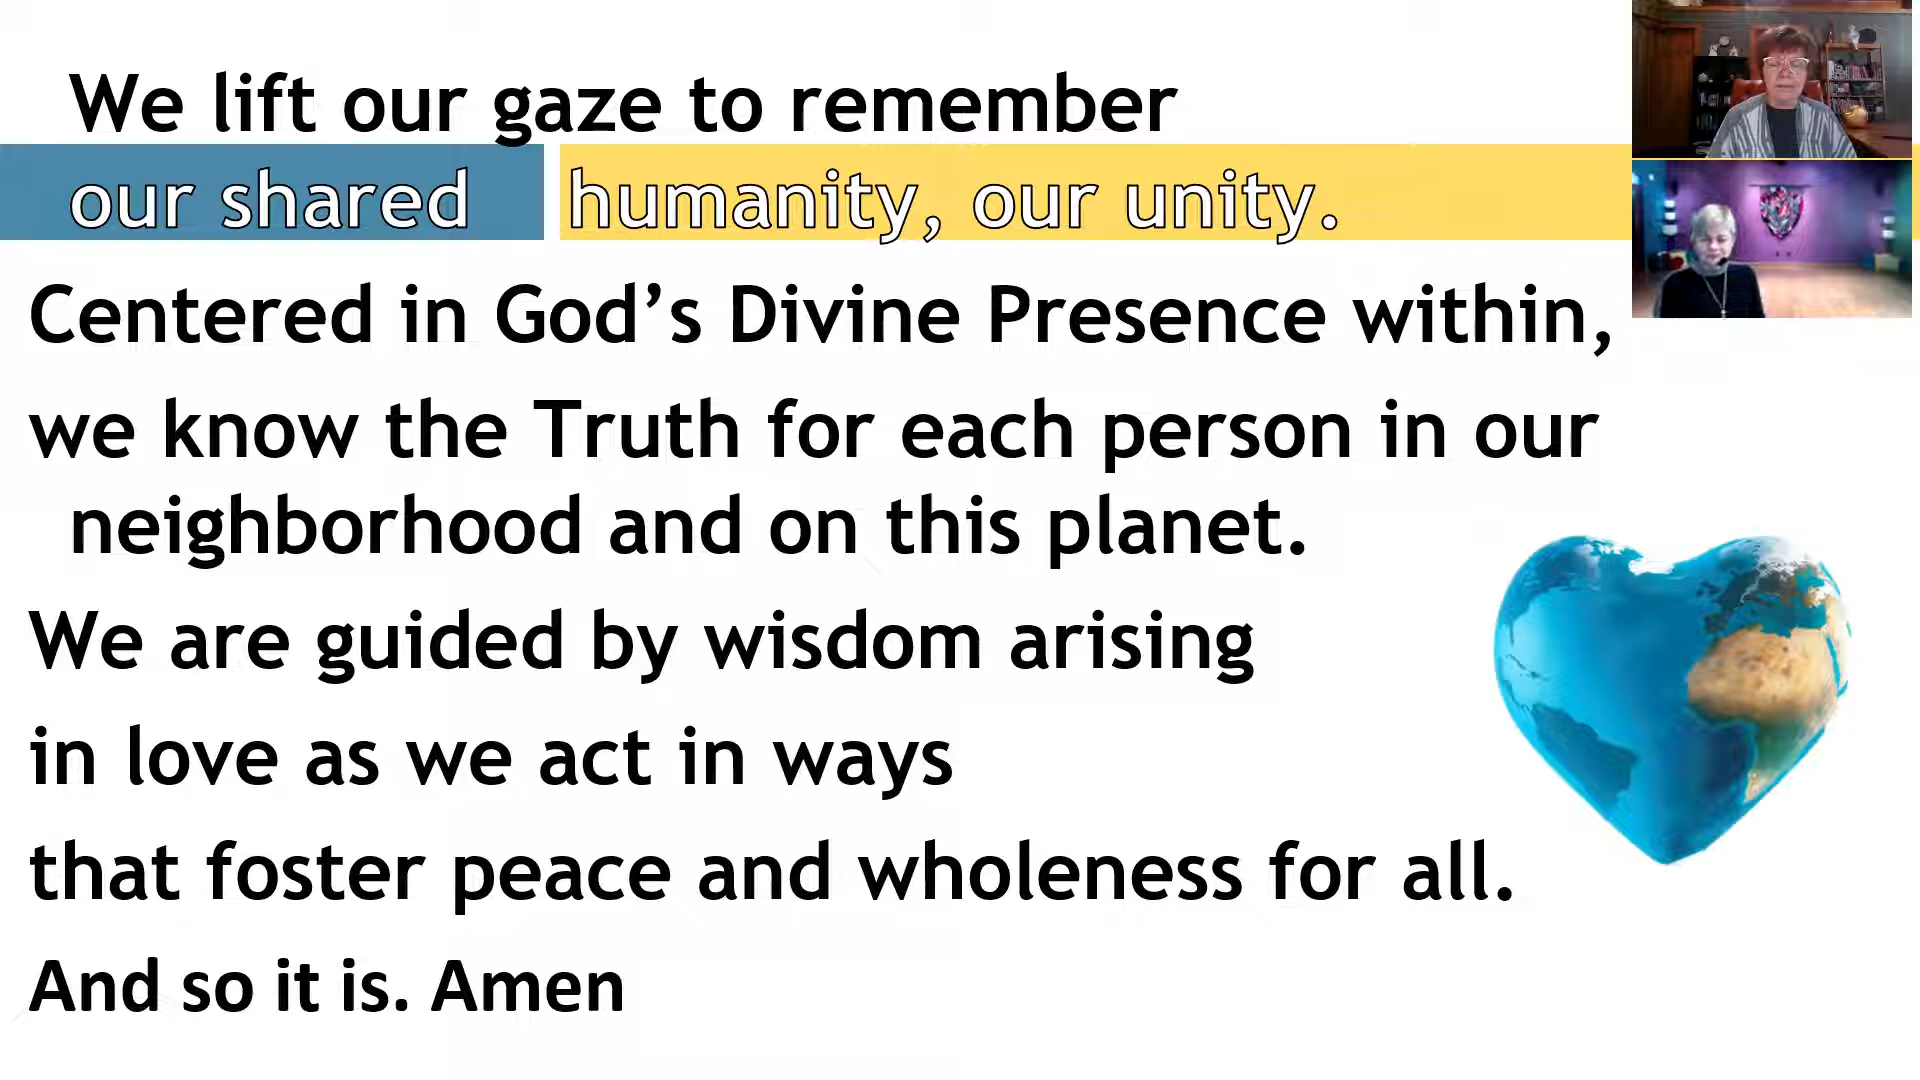 We lift our gaze to remember
our shared humanity, our unity.
Centered in God’s Divine Presence within,
we know the Truth for each person in our
neighborhood and on this planet.
We are guided by wisdom arising
in love as we act in ways
that foster peace and wholeness for all.
And so it is. Amen